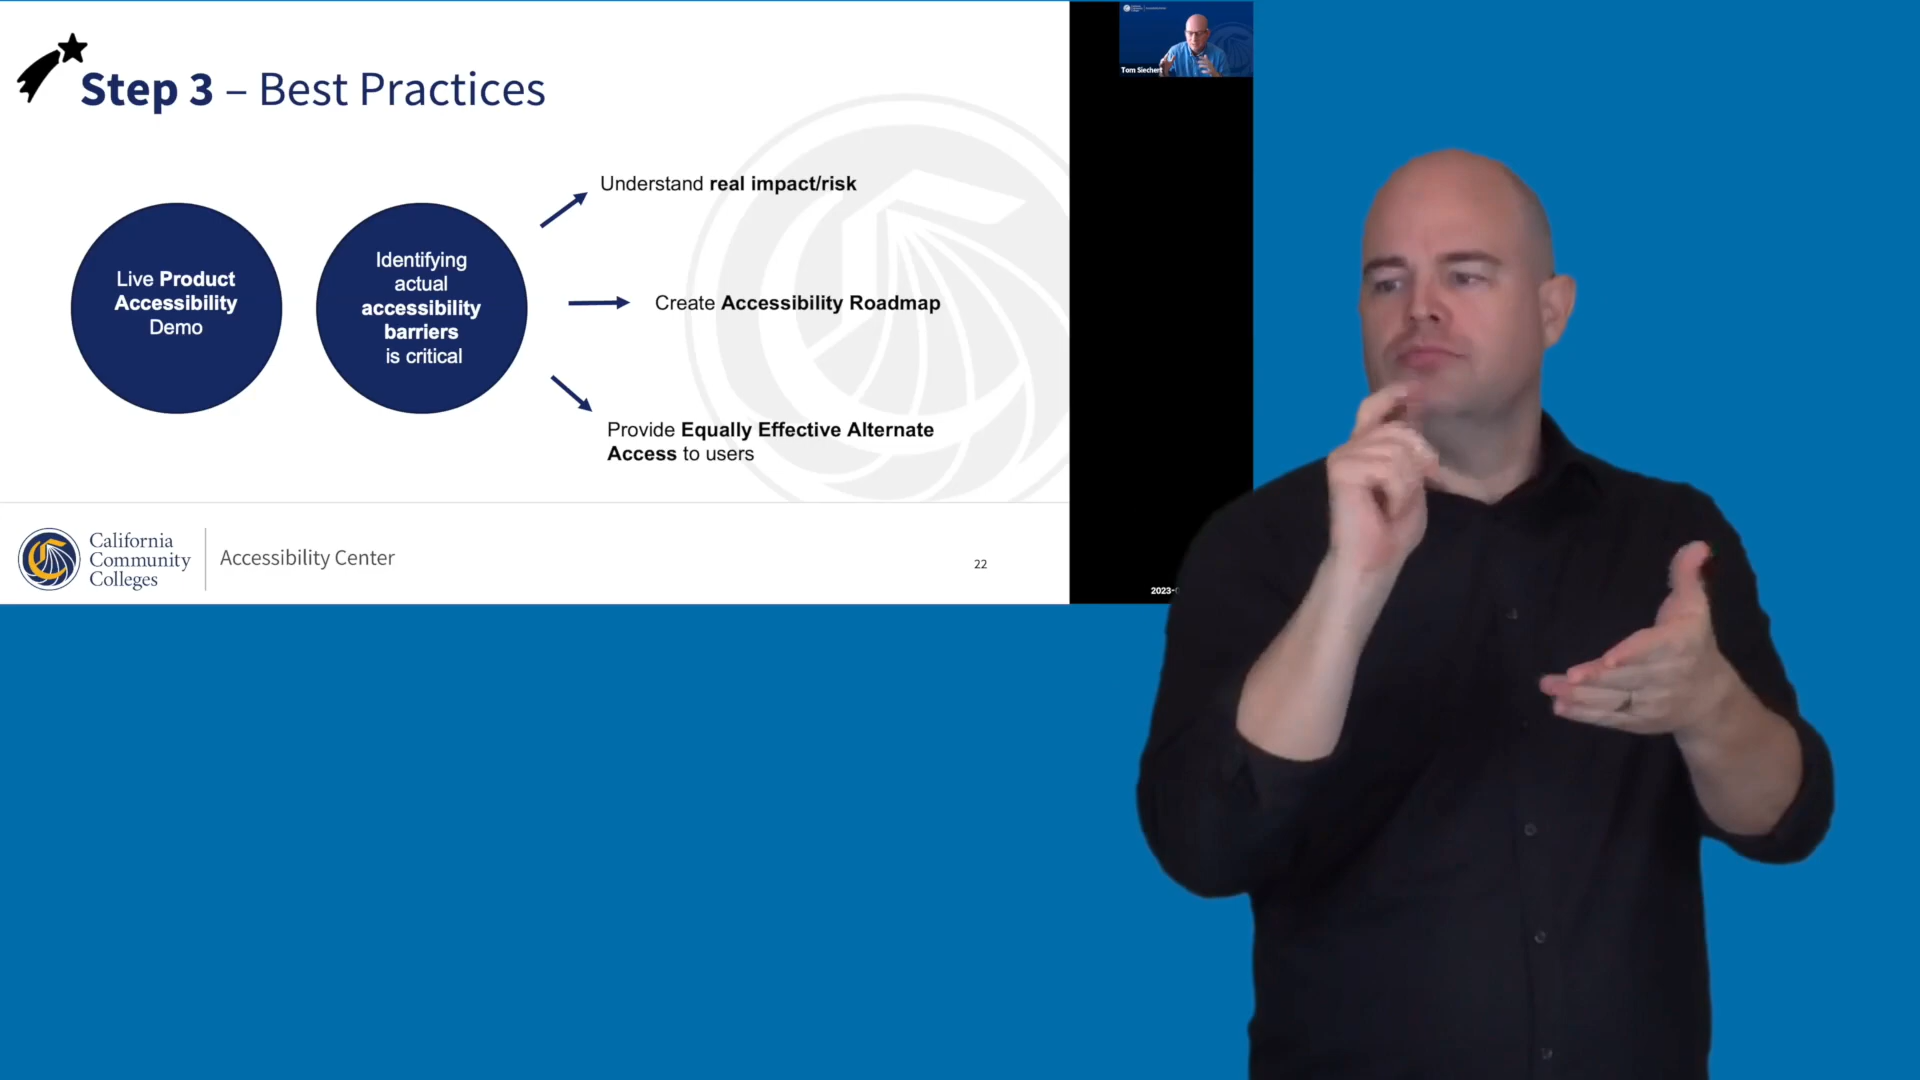 Step 3 – Best Practices
Live Product
Accessibility
Demo
Identifying
actual
accessibility
barriers
is critical
Understand real impact/risk
Create Accessibility Roadmap
Provide Equally Effective Alternate
Access to users
California
Community
Colleges
Accessibility Center
22
Tom Siechert
2023-